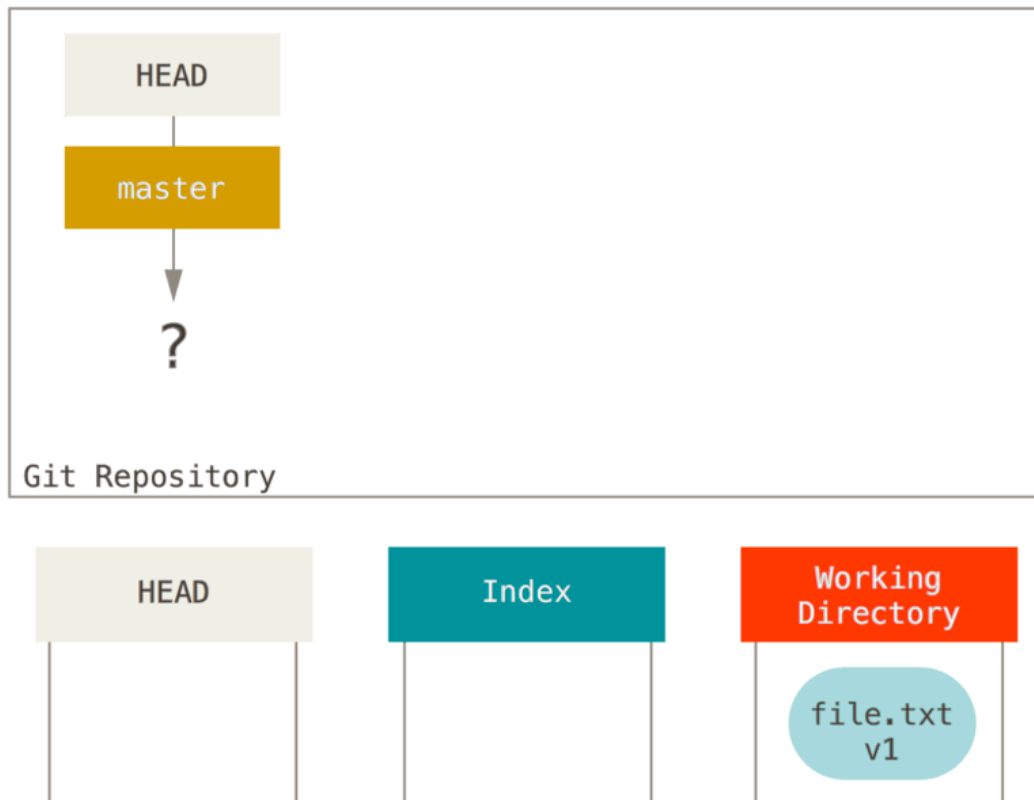 HEAD
master
?
Git Repository
HEAD
Index
Working
Directory
file.txt
v1